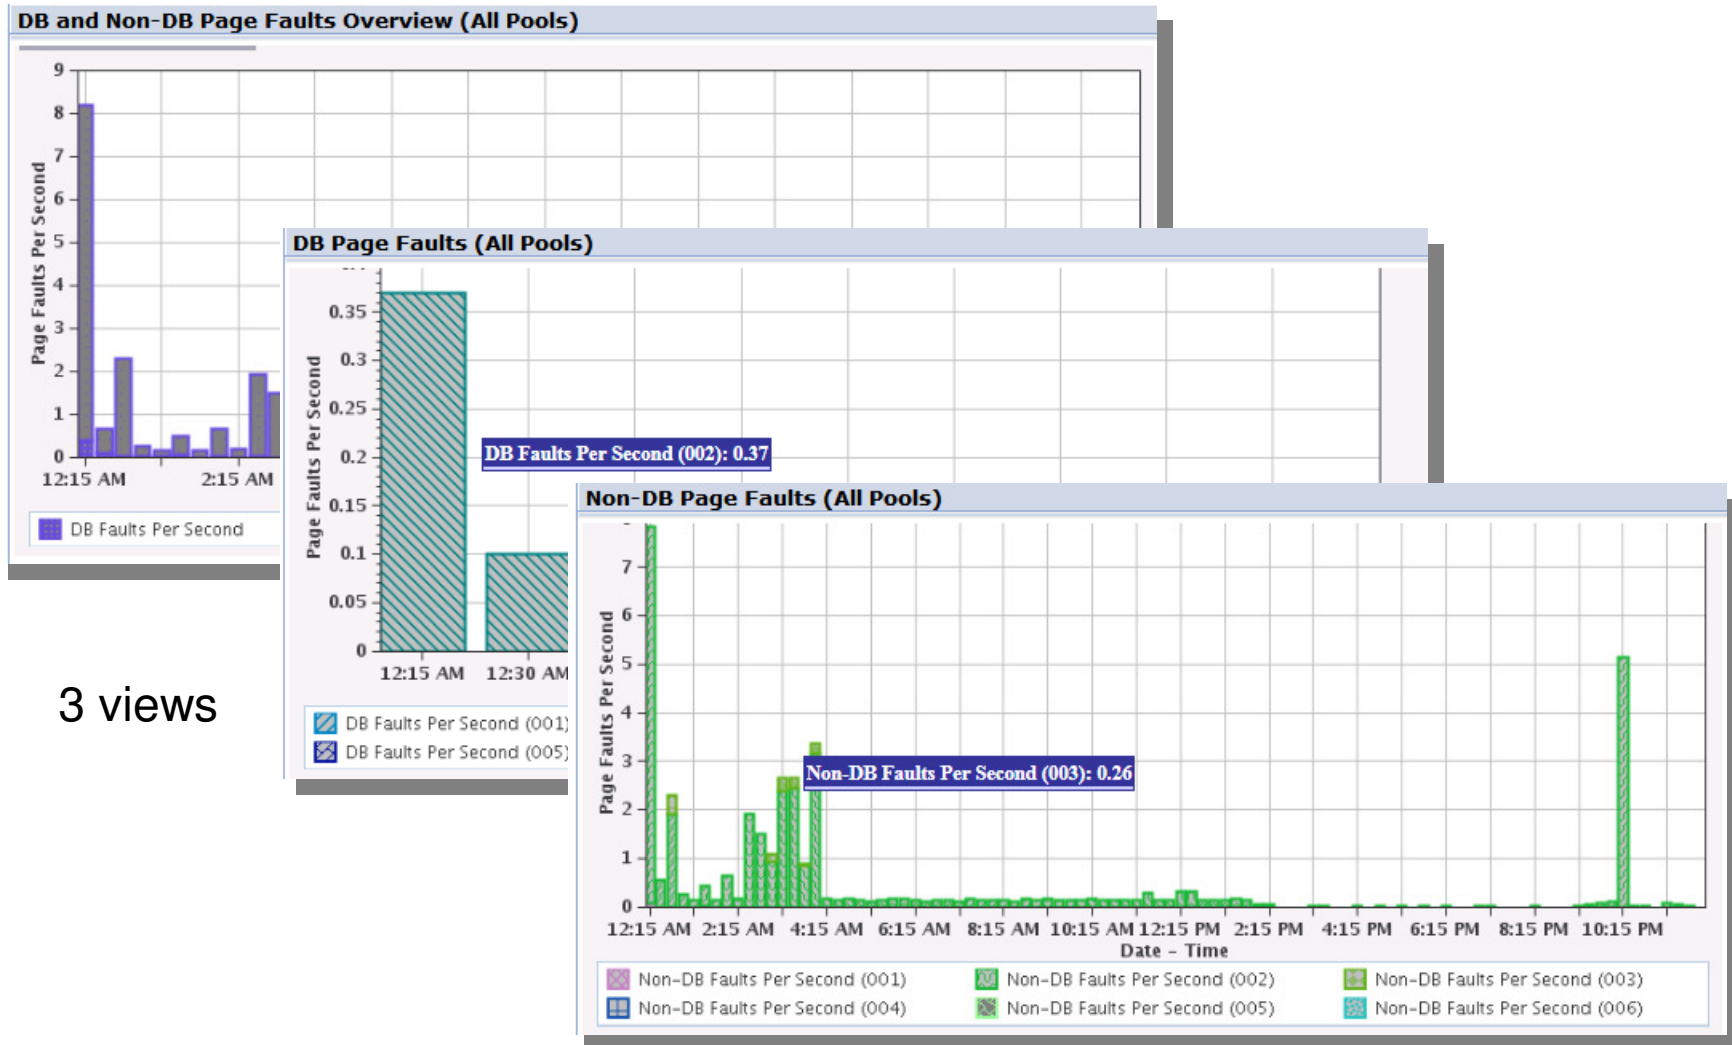 DB and Non-DB Page Faults Overview (All Pools)
9
8
7
6
5
4
3
2
1
0
Page Faults Per Second
12:15 AM 2:15 AM
DB Faults Per Second
DB Page Faults (All Pools)
0.35
0.3
0.25
0.2
0.15
0.1
0.05
0
Page Faults Per Second
DB Faults Per Second (002): 0.37
12:15 AM 12:30 AM
DB Faults Per Second (001)
DB Faults Per Second (005)
3 views
Non-DB Page Faults (All Pools)
7
6
5
4
3
2
1
0
Page Faults Per Second
Non-DB Faults Per Second (003): 0.26
12:15 AM 2:15 AM 4:15 AM 6:15 AM 8:15 AM 10:15 AM 12:15 PM 2:15 PM 4:15 PM 6:15 PM 8:15 PM 10:15 PM
Date - Time
Non-DB Faults Per Second (001) Non-DB Faults Per Second (002) Non-DB Faults Per Second (003)
Non-DB Faults Per Second (004) Non-DB Faults Per Second (005) Non-DB Faults Per Second (006)